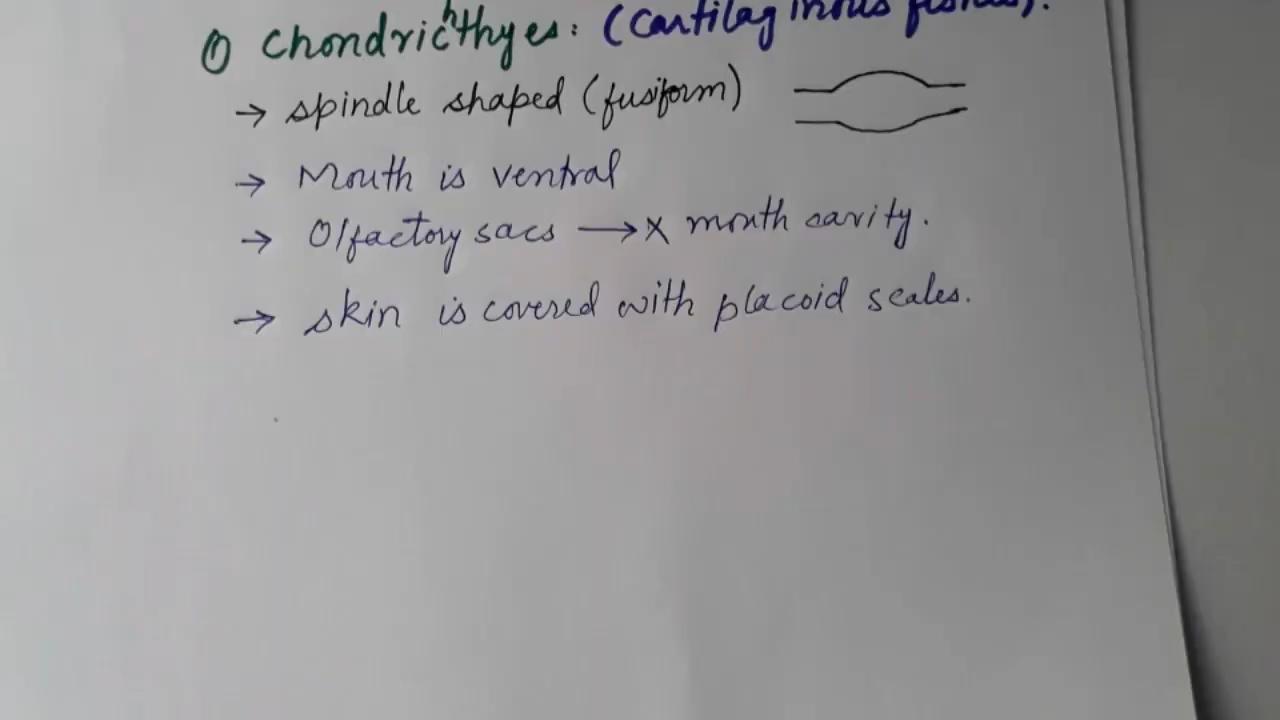 ① Chondrichthyes: (Cartilaginous fishes).
→ spindle shaped (fusiform)
→ Mouth is ventral
→ Olfactory sacs →x mouth cavity.
→ skin is covered with placoid scales.